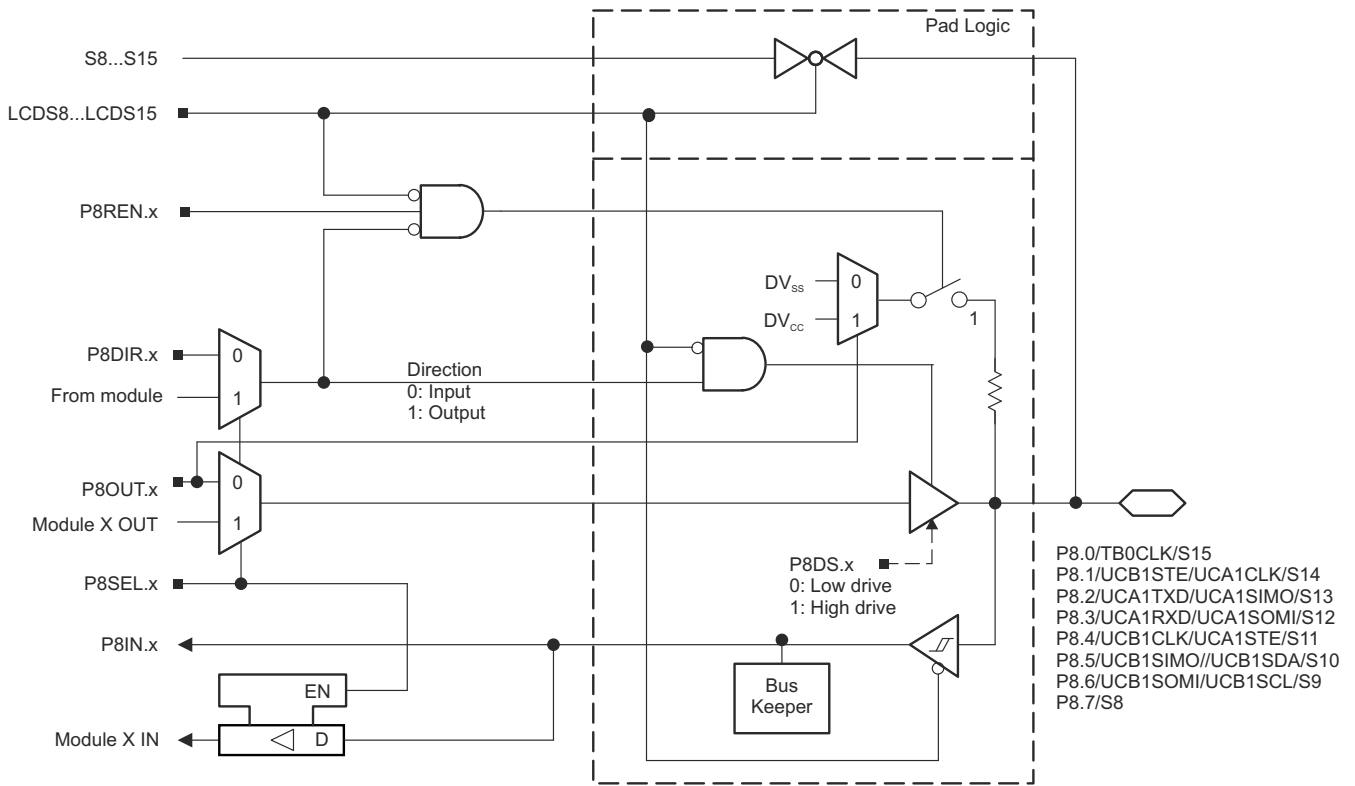 Pad Logic
S8...S15
LCDS8...LCDS15
P8REN.x
DVSS
0
DVCC
1
1
P8DIR.x
0
From module
1
Direction
0: Input
1: Output
P8OUT.x
0
Module X OUT
1
P8SEL.x
P8DS.x
0: Low drive
1: High drive
P8IN.x
Bus
Keeper
EN
Module X IN
D
P8.0/TB0CLK/S15
P8.1/UCB1STE/UCA1CLK/S14
P8.2/UCA1TXD/UCA1SIMO/S13
P8.3/UCA1RXD/UCA1SOMI/S12
P8.4/UCB1CLK/UCA1STE/S11
P8.5/UCB1SIMO//UCB1SDA/S10
P8.6/UCB1SOMI/UCB1SCL/S9
P8.7/S8